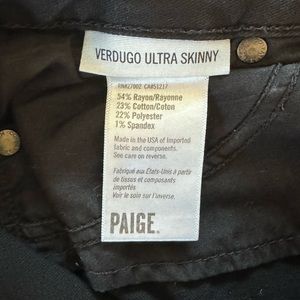 VERDUGO ULTRA SKINNY
RN#27002 CA#51217
54% Rayon/Rayonne
23% Cotton/Coton
22% Polyester
1% Spandex
Made in the USA of Imported
fabric and components.
See care on reverse.
Fabriqué aux États-Unis à partir
de tissus et composants
importés
Voir le soin sur l'inverse.
PAIGE.